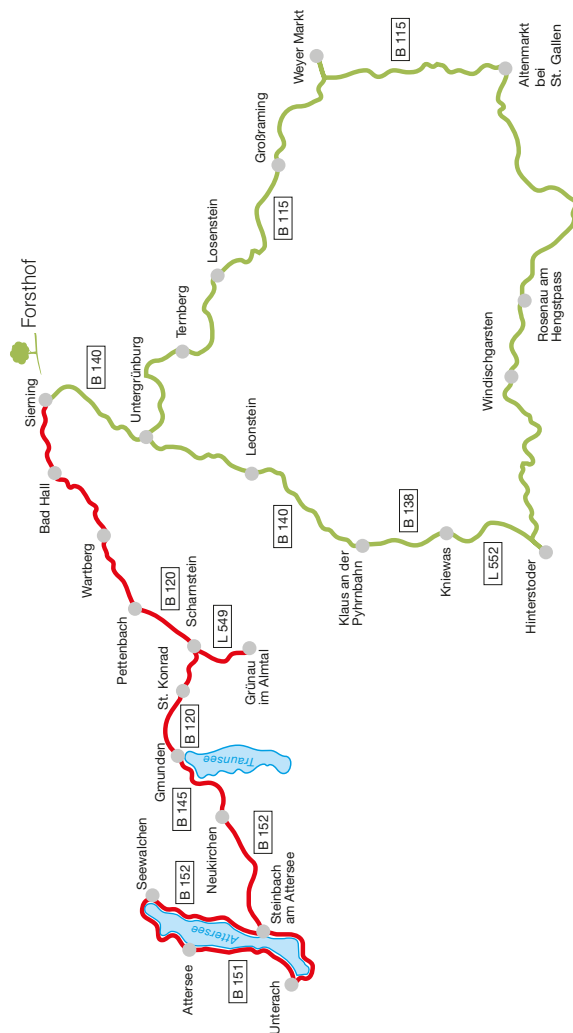 Forsthof
Sierning
B 140
Bad Hall
Wartberg
Pettenbach
B 120
Scharnstein
L 549
Grünau
im Almtal
St. Konrad
B 120
Gmunden
Traunsee
B 145
Neukirchen
B 152
Steinbach
am Attersee
Seewalchen
B 152
Attersee
Attersee
B 151
Unterach
Untergrünburg
Ternberg
Losenstein
B 115
Großraming
Weyer Markt
B 115
Altenmarkt
bei
St. Gallen
Leonstein
B 140
Klaus an der
Pyhrnbahn
B 138
Kniewas
L 552
Hinterstoder
Windischgarsten
Rosenau am
Hengstpass